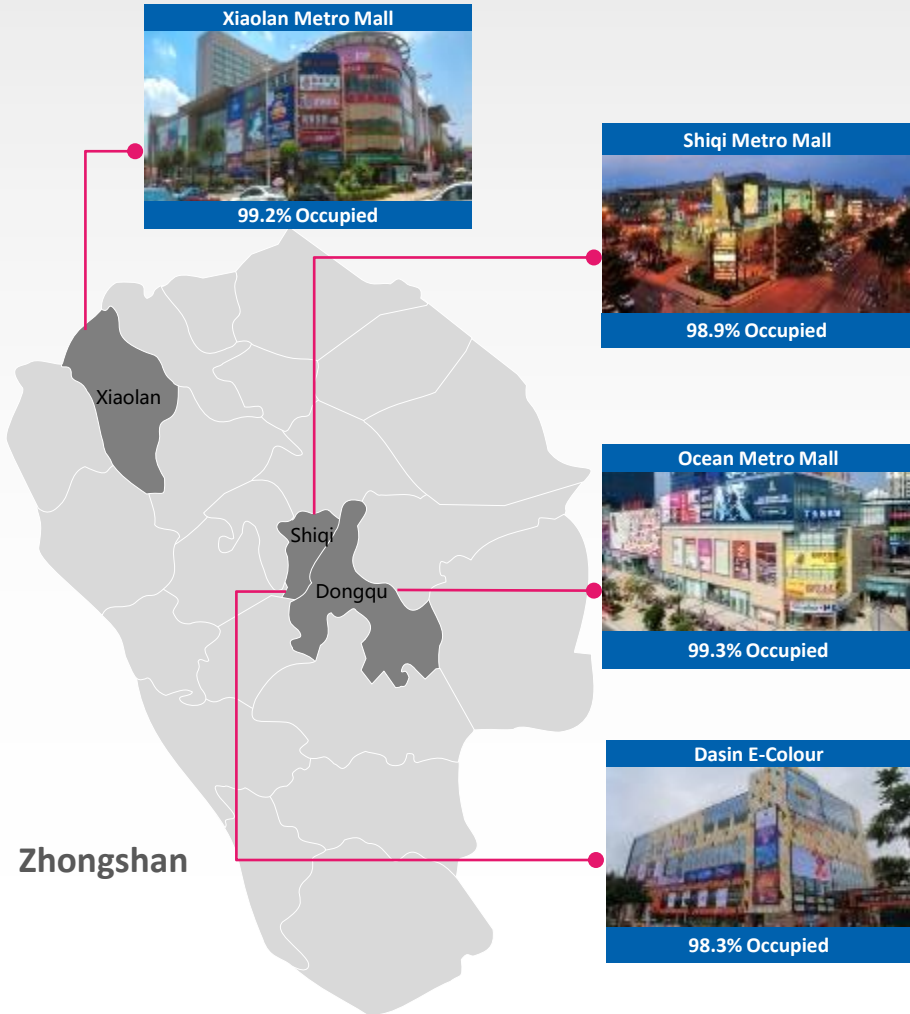 Xiaolan Metro Mall
99.2% Occupied
Shiqi Metro Mall
98.9% Occupied
Xiaolan
Ocean Metro Mall
99.3% Occupied
Shiqi
Dongqu
Dasin E-Colour
98.3% Occupied
Zhongshan